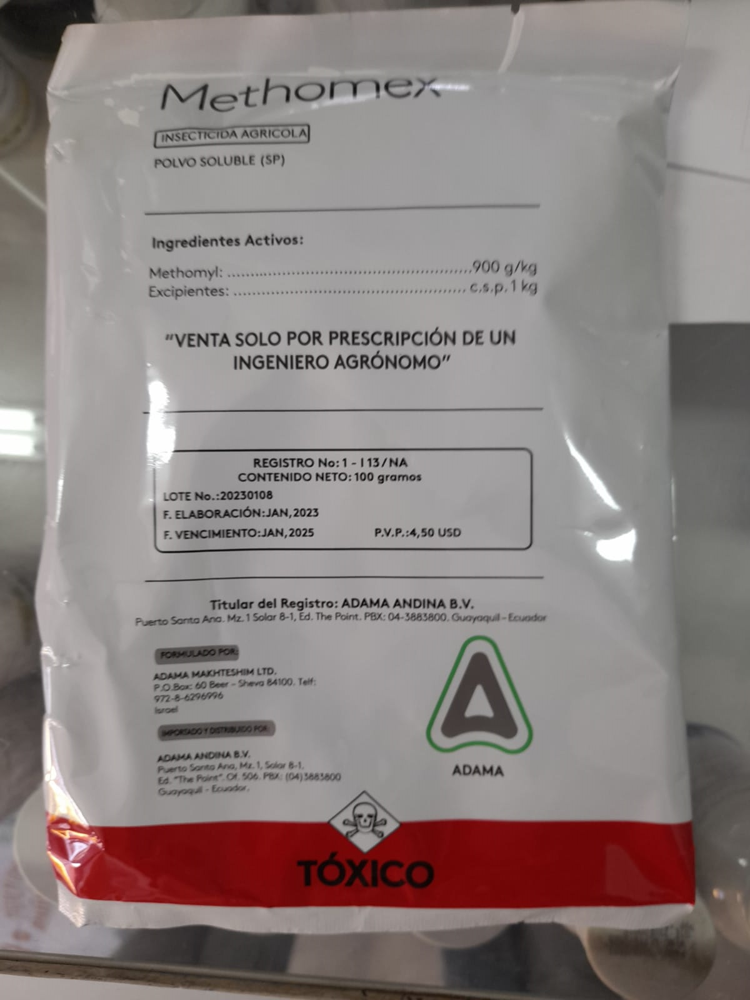 Methomex
INSECTICIDA AGRICOLA
POLVO SOLUBLE (SP)
Ingredientes Activos:
Methomyl: ........................................................900 g/kg
Excipientes: ...................................................... c.s.p. 1 kg
"VENTA SOLO POR PRESCRIPCIÓN DE UN
INGENIERO AGRÓNOMO"
REGISTRO No: 1 - I 13/NA
CONTENIDO NETO: 100 gramos
LOTE No.:20230108
F. ELABORACIÓN:JAN,2023
F. VENCIMIENTO:JAN,2025 P.V.P.:4,50 USD
Titular del Registro: ADAMA ANDINA B.V.
Puerto Santa Ana. Mz. 1 Solar 8-1, Ed. The Point. PBX: 04-3883800. Guayaquil - Ecuador
FORMULADO POR:
ADAMA MAKHTESHIM LTD.
P.O.Box: 60 Beer - Sheva 84100. Telf:
972-8-6296996
Israel
IMPORTADO Y DISTRIBUIDO POR:
ADAMA ANDINA B.V.
Puerto Santa Ana, Mz. 1, Solar 8-1,
Ed. "The Point". Of. 506. PBX: (04)3883800
Guayaquil - Ecuador.
ADAMA
TÓXICO